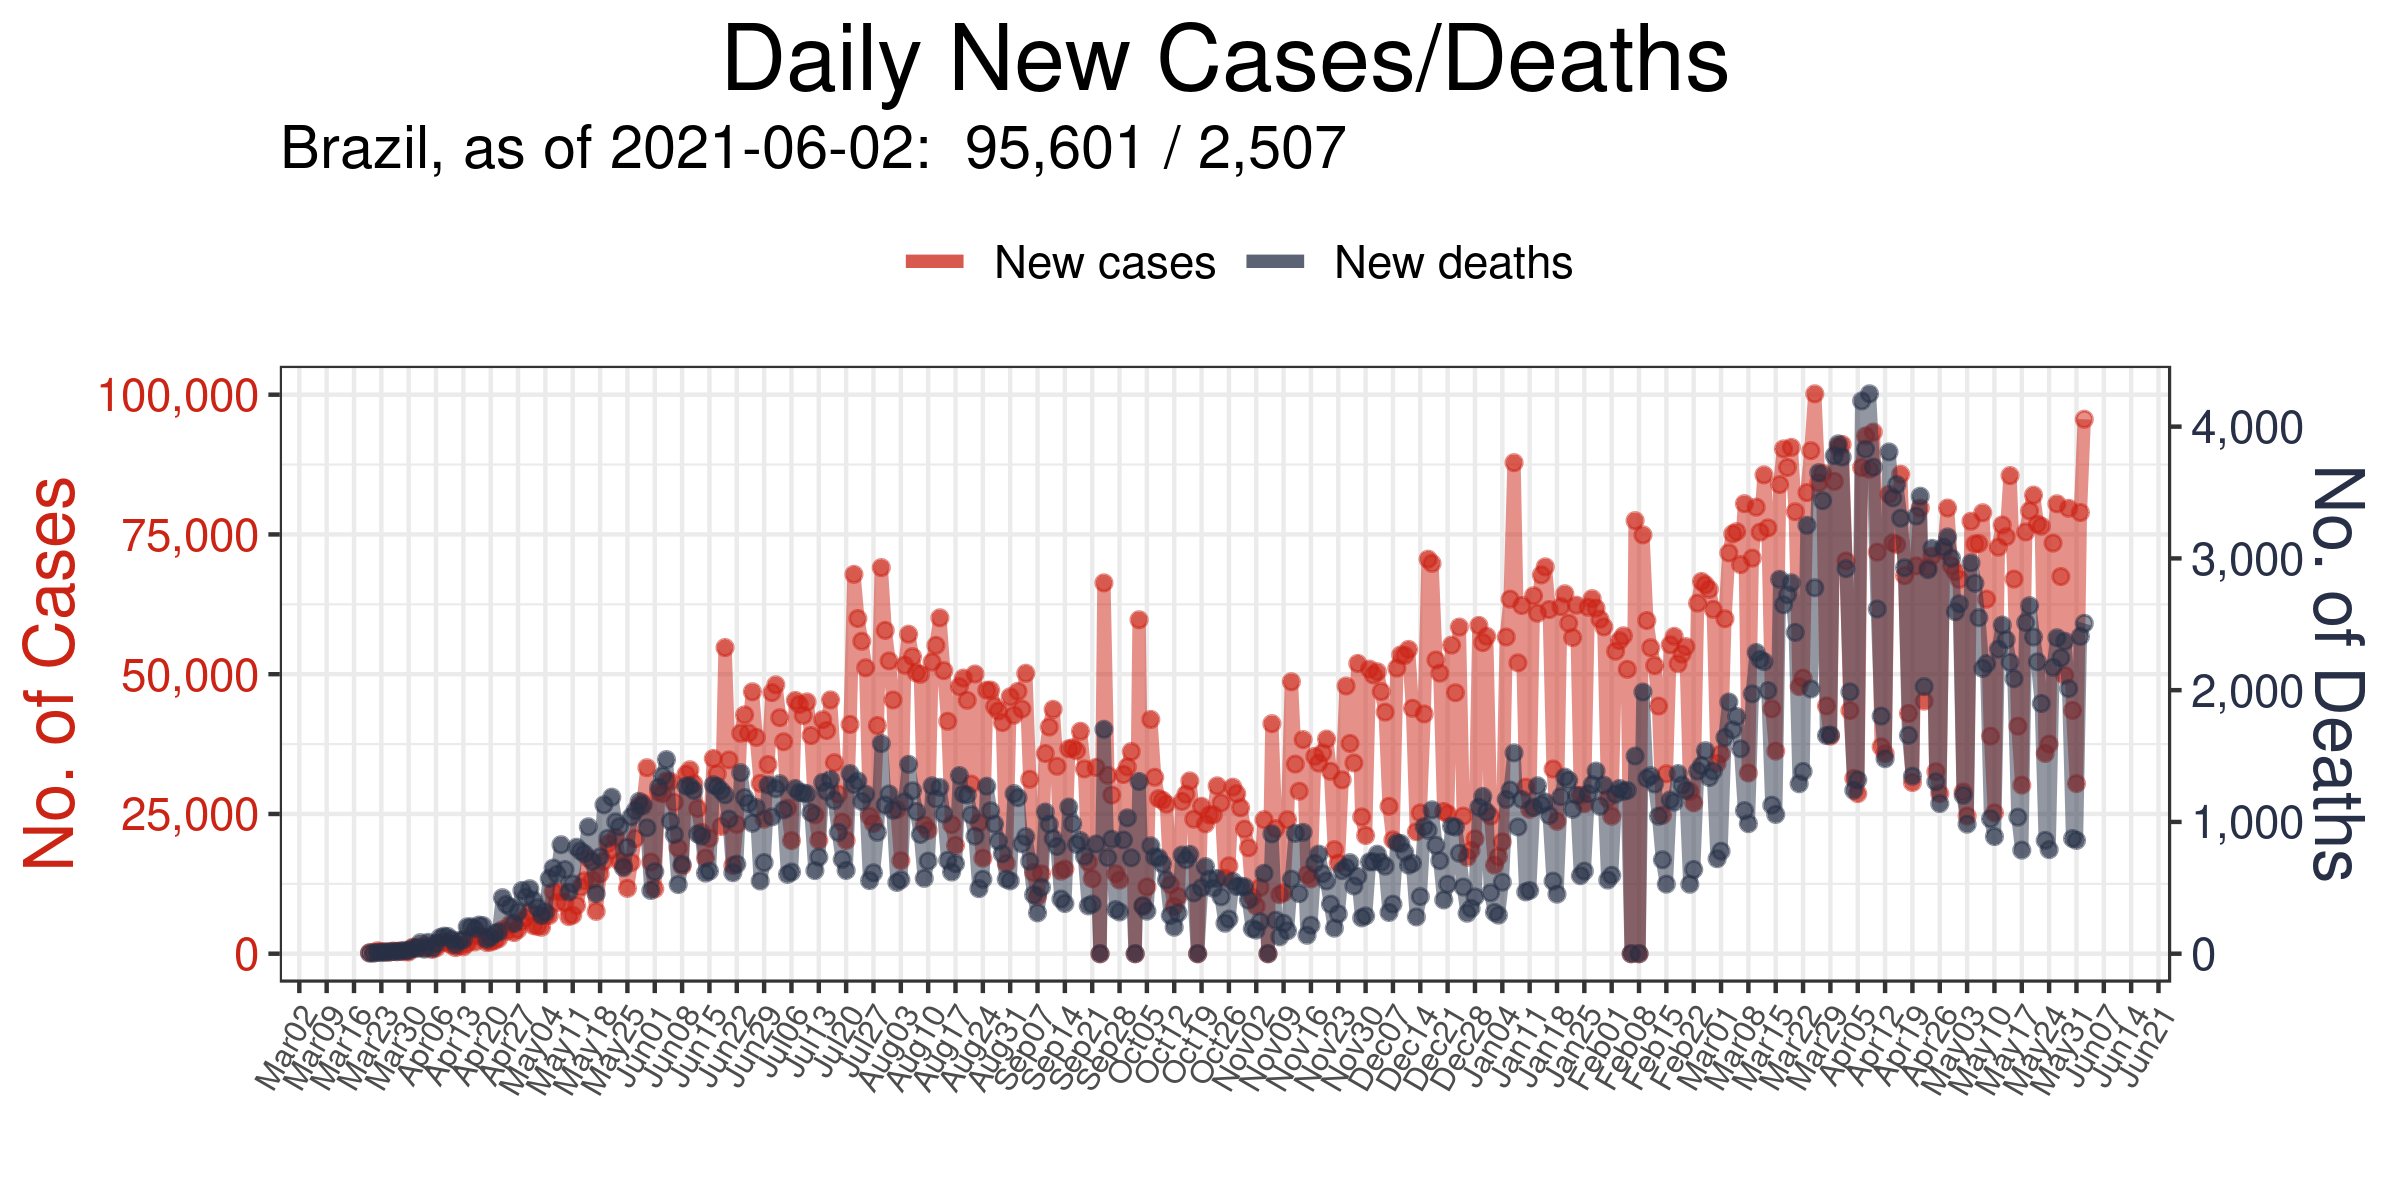 Daily New Cases/Deaths
Brazil, as of 2021-06-02:  95,601 / 2,507
New cases
New deaths
No. of Cases
100,000
75,000
50,000
25,000
0
4,000
3,000
2,000
1,000
0
No. of Deaths
Mar02
Mar09
Mar16
Mar23
Mar30
Apr06
Apr13
Apr20
Apr27
May04
May11
May18
May25
Jun01
Jun08
Jun15
Jun22
Jun29
Jul06
Jul13
Jul20
Jul27
Aug03
Aug10
Aug17
Aug24
Aug31
Sep07
Sep14
Sep21
Sep28
Oct05
Oct12
Oct19
Oct26
Nov02
Nov09
Nov16
Nov23
Nov30
Dec07
Dec14
Dec21
Dec28
Jan04
Jan11
Jan18
Jan25
Feb01
Feb08
Feb15
Feb22
Mar01
Mar08
Mar15
Mar22
Mar29
Apr05
Apr12
Apr19
Apr26
May03
May10
May17
May24
May31
Jun07
Jun14
Jun21